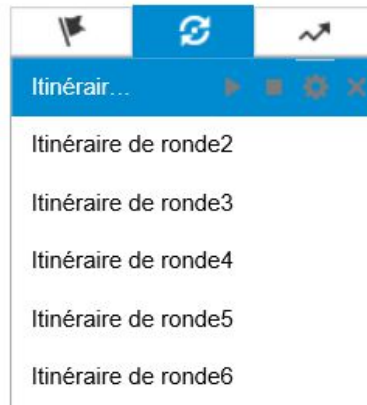 Itinérair...
Itinéraire de ronde2
Itinéraire de ronde3
Itinéraire de ronde4
Itinéraire de ronde5
Itinéraire de ronde6